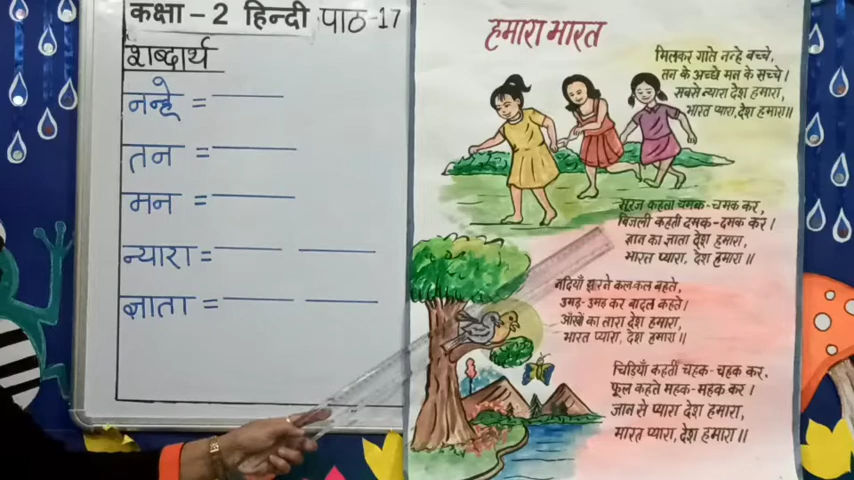 कक्षा - 2 हिन्दी पाठ-17
शब्दार्थ
नन्हे =
तन =
मन =
न्यारा =
ज्ञाता =
हमारा भारत
मिलकर गाते नन्हे बच्चे,
तन के अच्छे मन के सच्चे।
सबसे न्यारा देश हमारा,
भारत प्यारा, देश हमारा॥
सूरज कहता चमक-चमक कर,
बिजली कहती दमक-दमक कर।
ज्ञान का ज्ञाता देश हमारा,
भारत प्यारा, देश हमारा॥
नदियाँ झरने कलकल बहते,
उमड़-उमड़ कर बादल कहते।
आँखों का तारा देश हमारा,
भारत प्यारा, देश हमारा॥
चिड़ियाँ कहतीं चहक-चहक कर,
फूल कहते महक-महक कर।
जान से प्यारा देश हमारा,
भारत प्यारा, देश हमारा॥